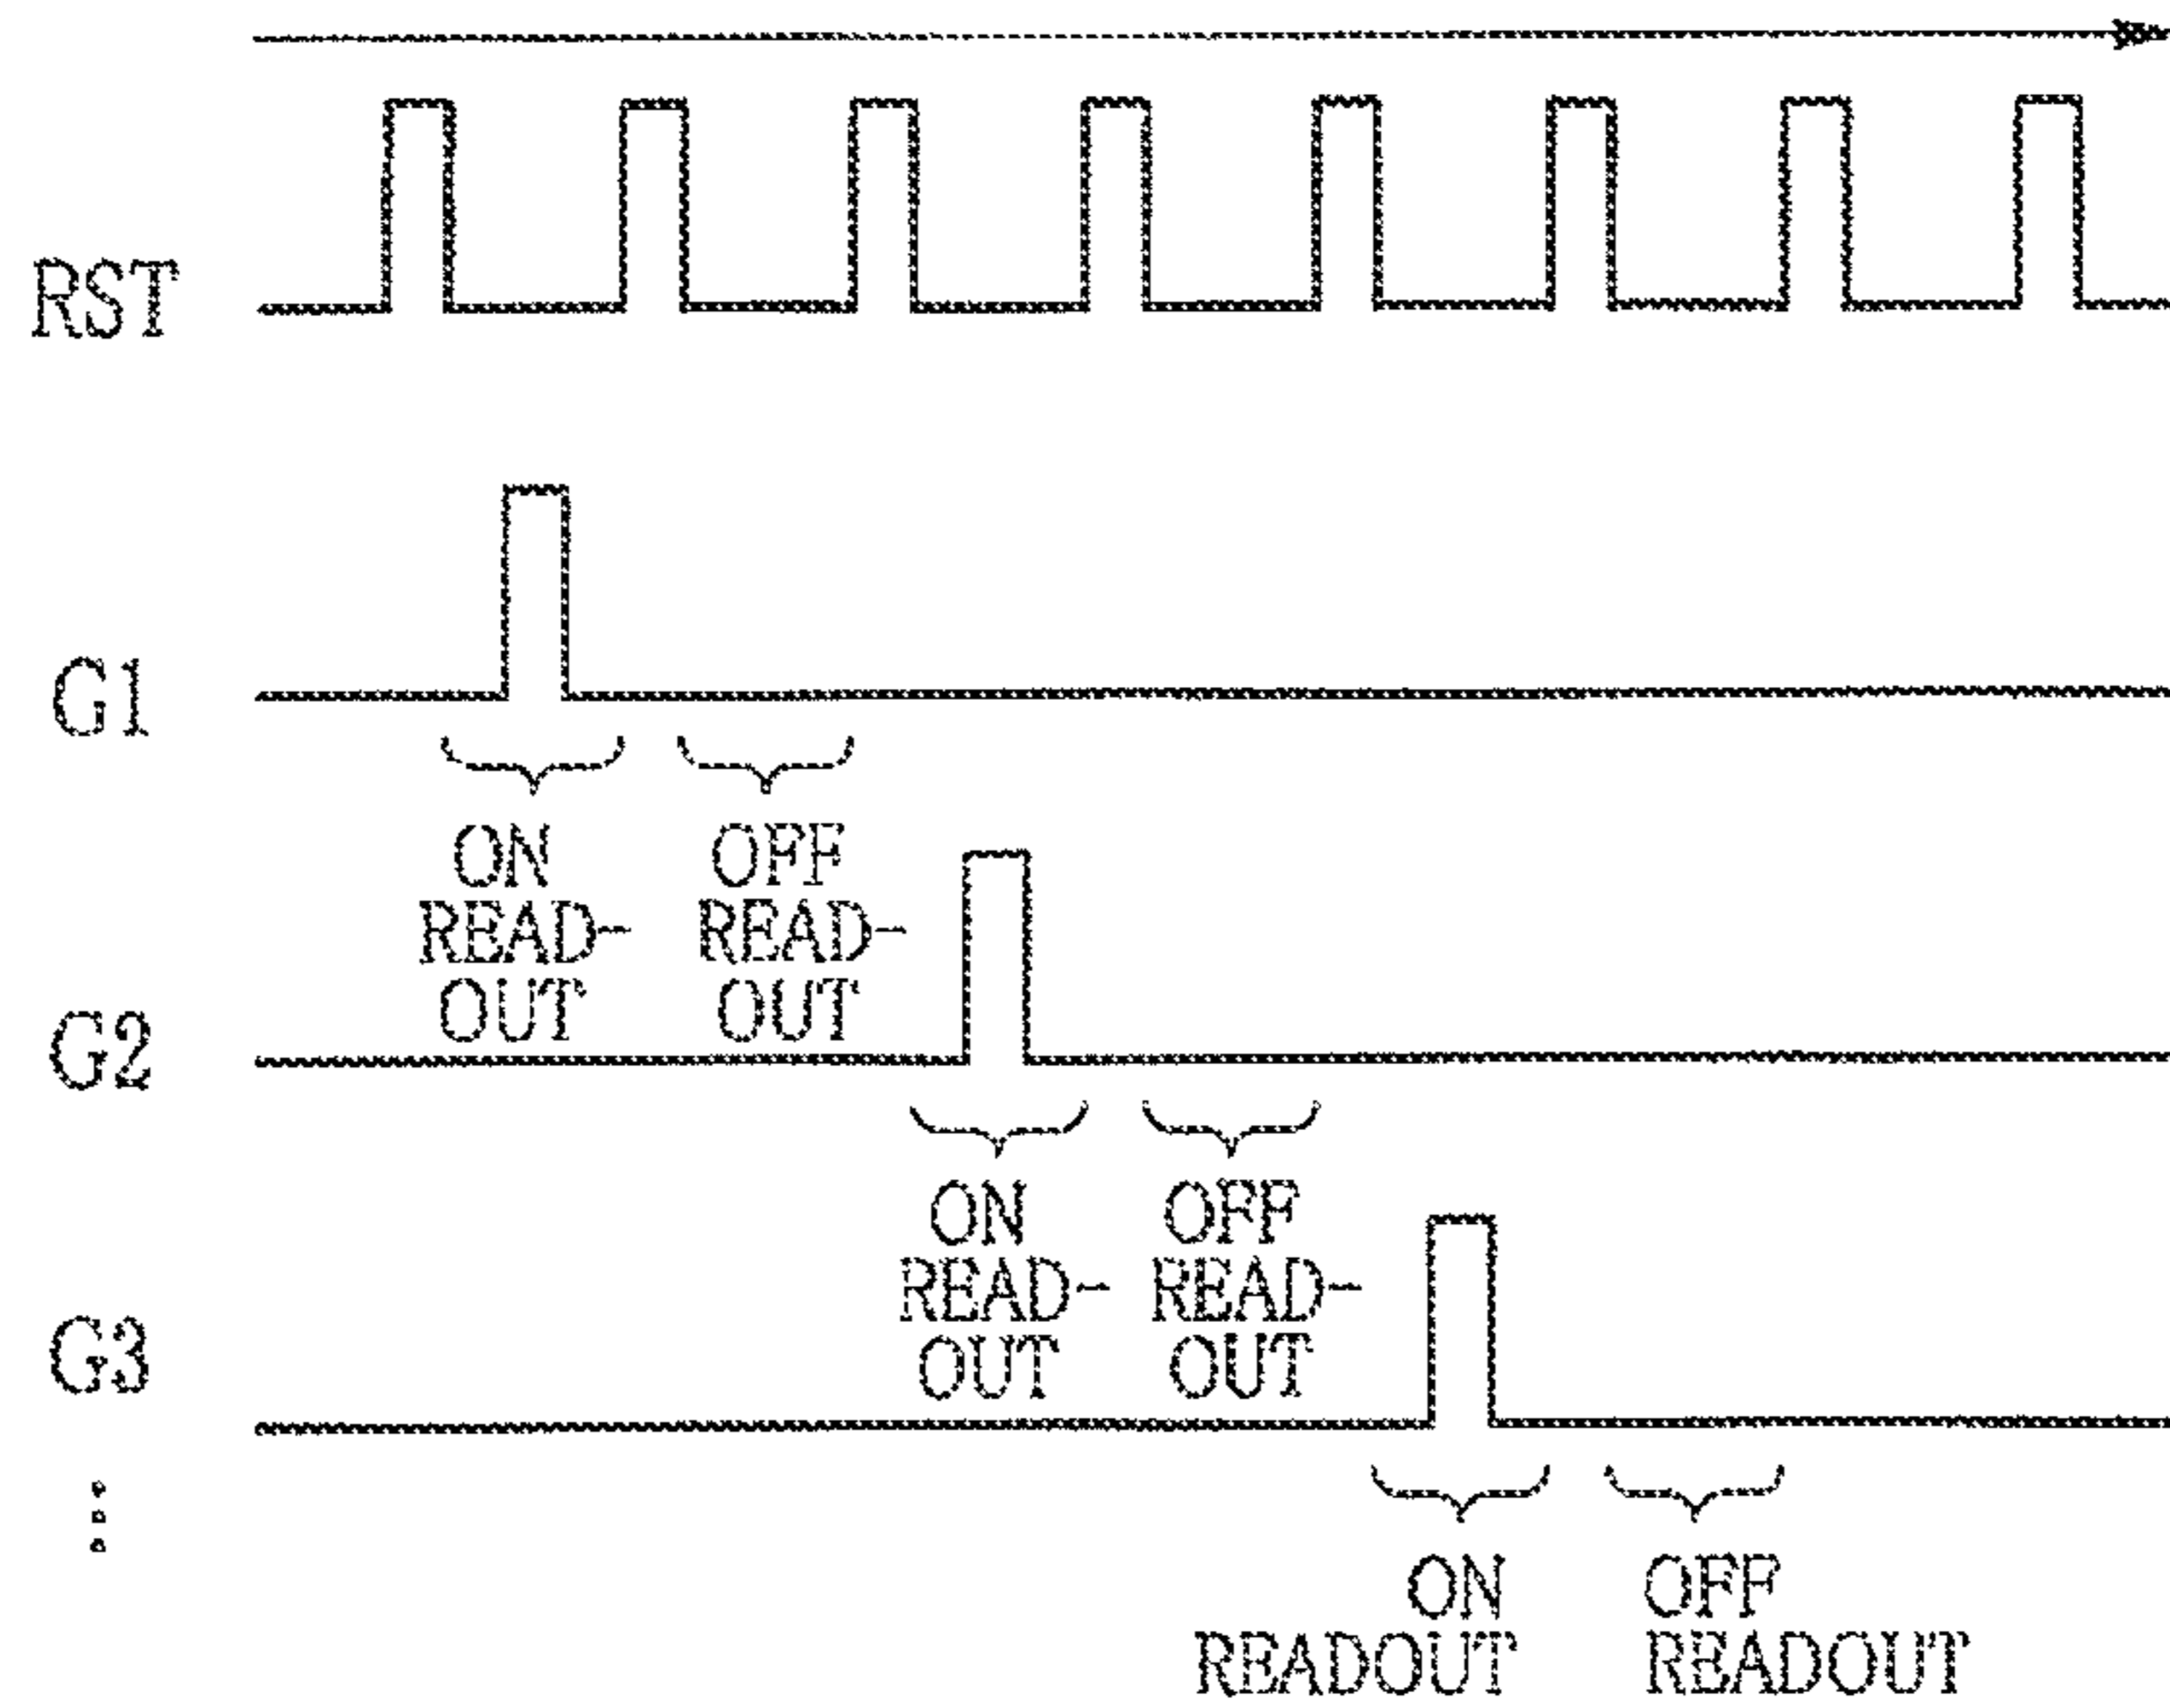 RST
G1
ON
READ-
OUT
OFF
READ-
OUT
G2
ON
READ-
OUT
OFF
READ-
OUT
G3
ON
READOUT
OFF
READOUT